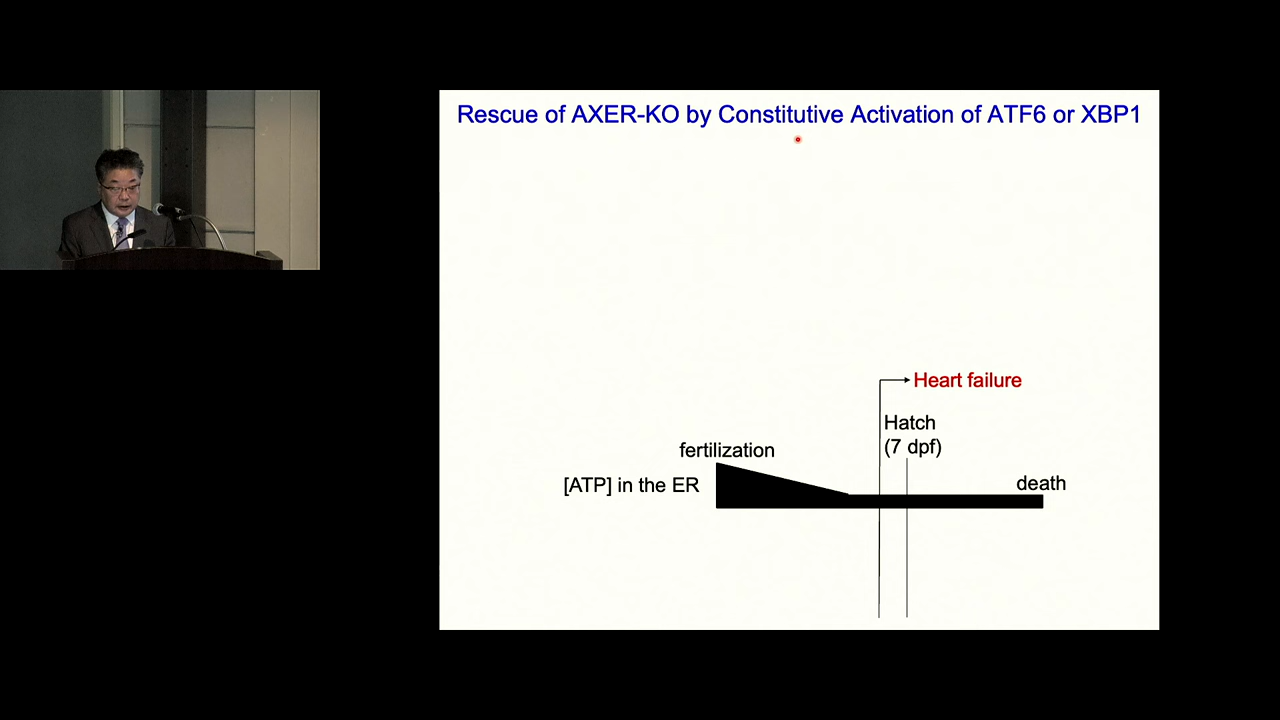 Rescue of AXER-KO by Constitutive Activation of ATF6 or XBP1
Heart failure
Hatch
(7 dpf)
fertilization
[ATP] in the ER
death